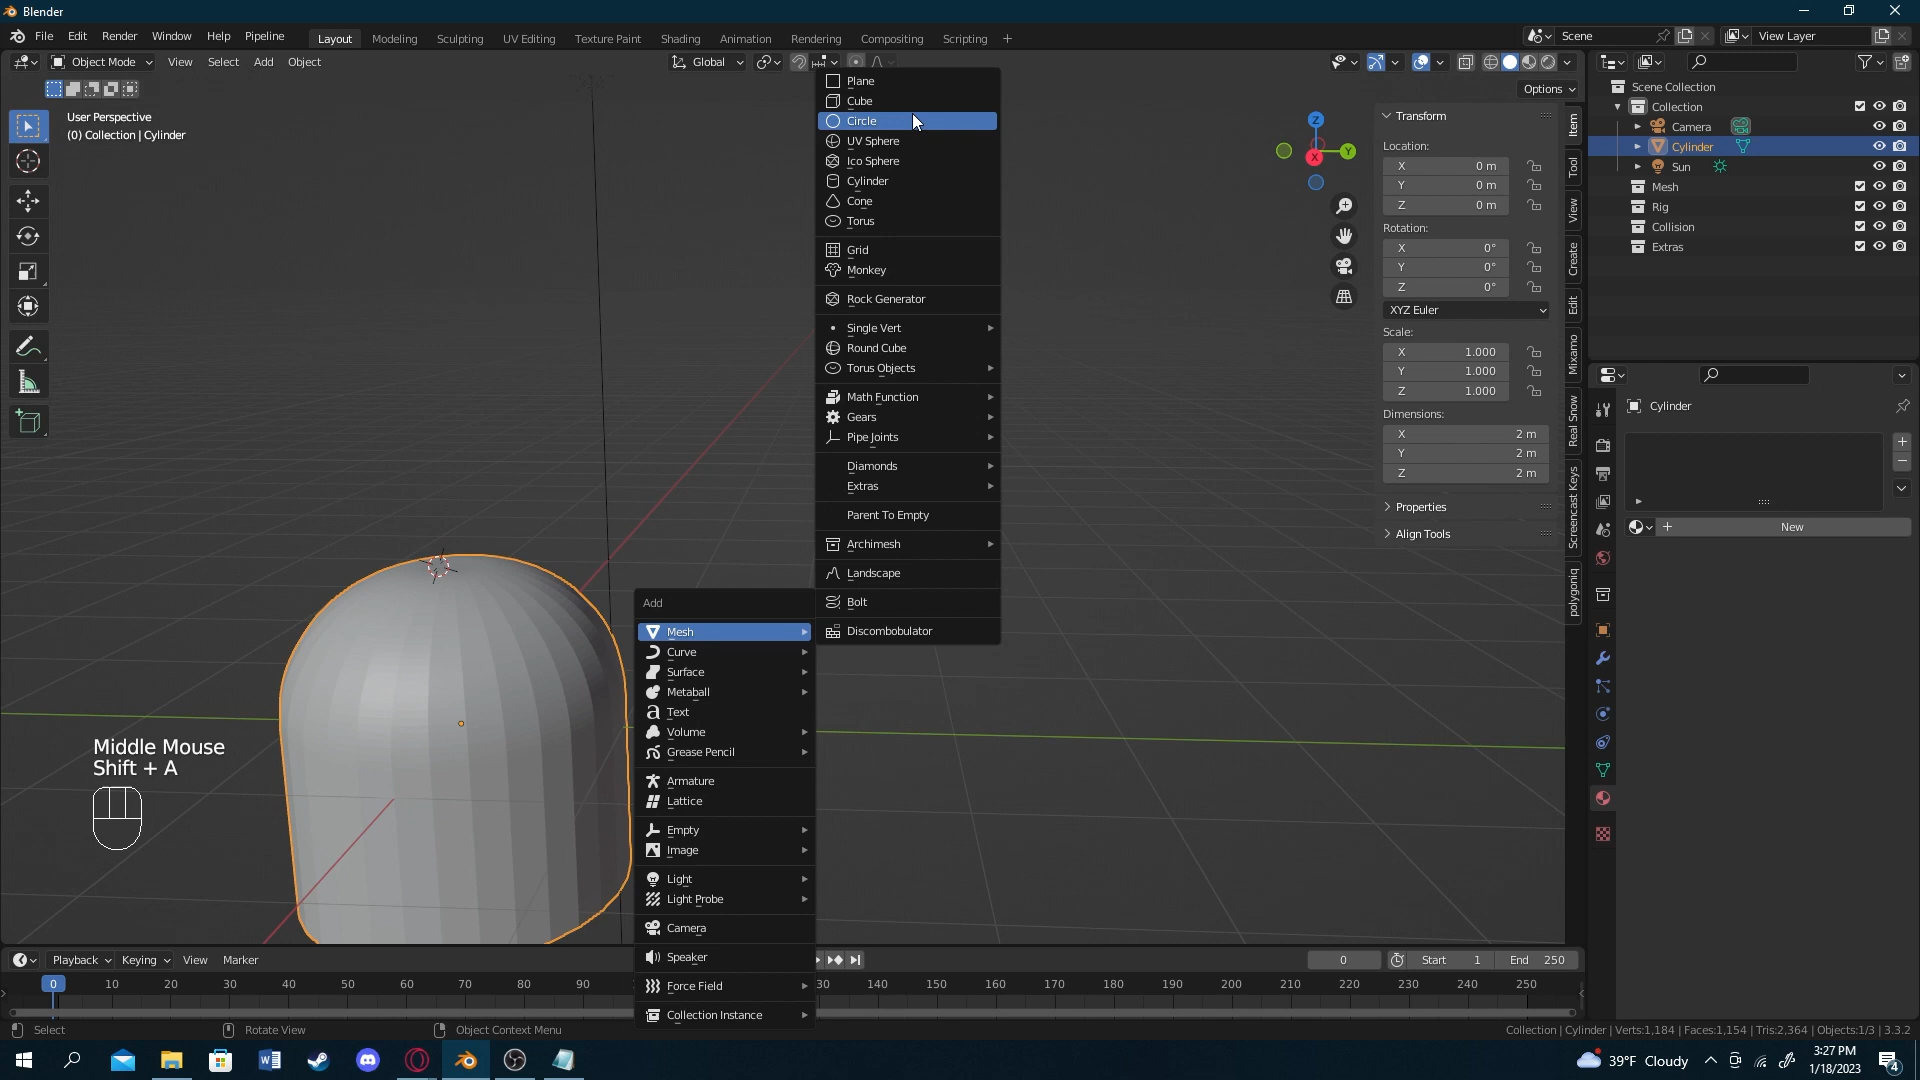 Blender
File Edit Render Window Help Pipeline
Layout Modeling Sculpting UV Editing Texture Paint Shading Animation Rendering Compositing Scripting +
Scene
View Layer
Object Mode View Select Add Object
Global
Options
User Perspective
(0) Collection | Cylinder
Plane
Cube
Circle
UV Sphere
Ico Sphere
Cylinder
Cone
Torus
Grid
Monkey
Rock Generator
Single Vert
Round Cube
Torus Objects
Math Function
Gears
Pipe Joints
Diamonds
Extras
Parent To Empty
Archimesh
Landscape
Bolt
Discombobulator
Add
Mesh
Curve
Surface
Metaball
Text
Volume
Grease Pencil
Armature
Lattice
Empty
Image
Light
Light Probe
Camera
Speaker
Force Field
Collection Instance
Middle Mouse
Shift + A
Z
X
Y
Transform
Location:
X 0 m
Y 0 m
Z 0 m
Rotation:
X 0°
Y 0°
Z 0°
XYZ Euler
Scale:
X 1.000
Y 1.000
Z 1.000
Dimensions:
X 2 m
Y 2 m
Z 2 m
Properties
Align Tools
Item
Tool
View
Create
Edit
Mixamo
Real Snow
Screencast Keys
polygoniq
Scene Collection
Collection
Camera
Cylinder
Sun
Mesh
Rig
Collision
Extras
Cylinder
New
Playback Keying View Marker
0 Start 1 End 250
0 10 20 30 40 50 60 70 80 90 30 140 150 160 170 180 190 200 210 220 230 240 250
Select Rotate View Object Context Menu
Collection | Cylinder | Verts:1,184 | Faces:1,154 | Tris:2,364 | Objects:1/3 | 3.3.2
39°F Cloudy
3:27 PM
1/18/2023
4